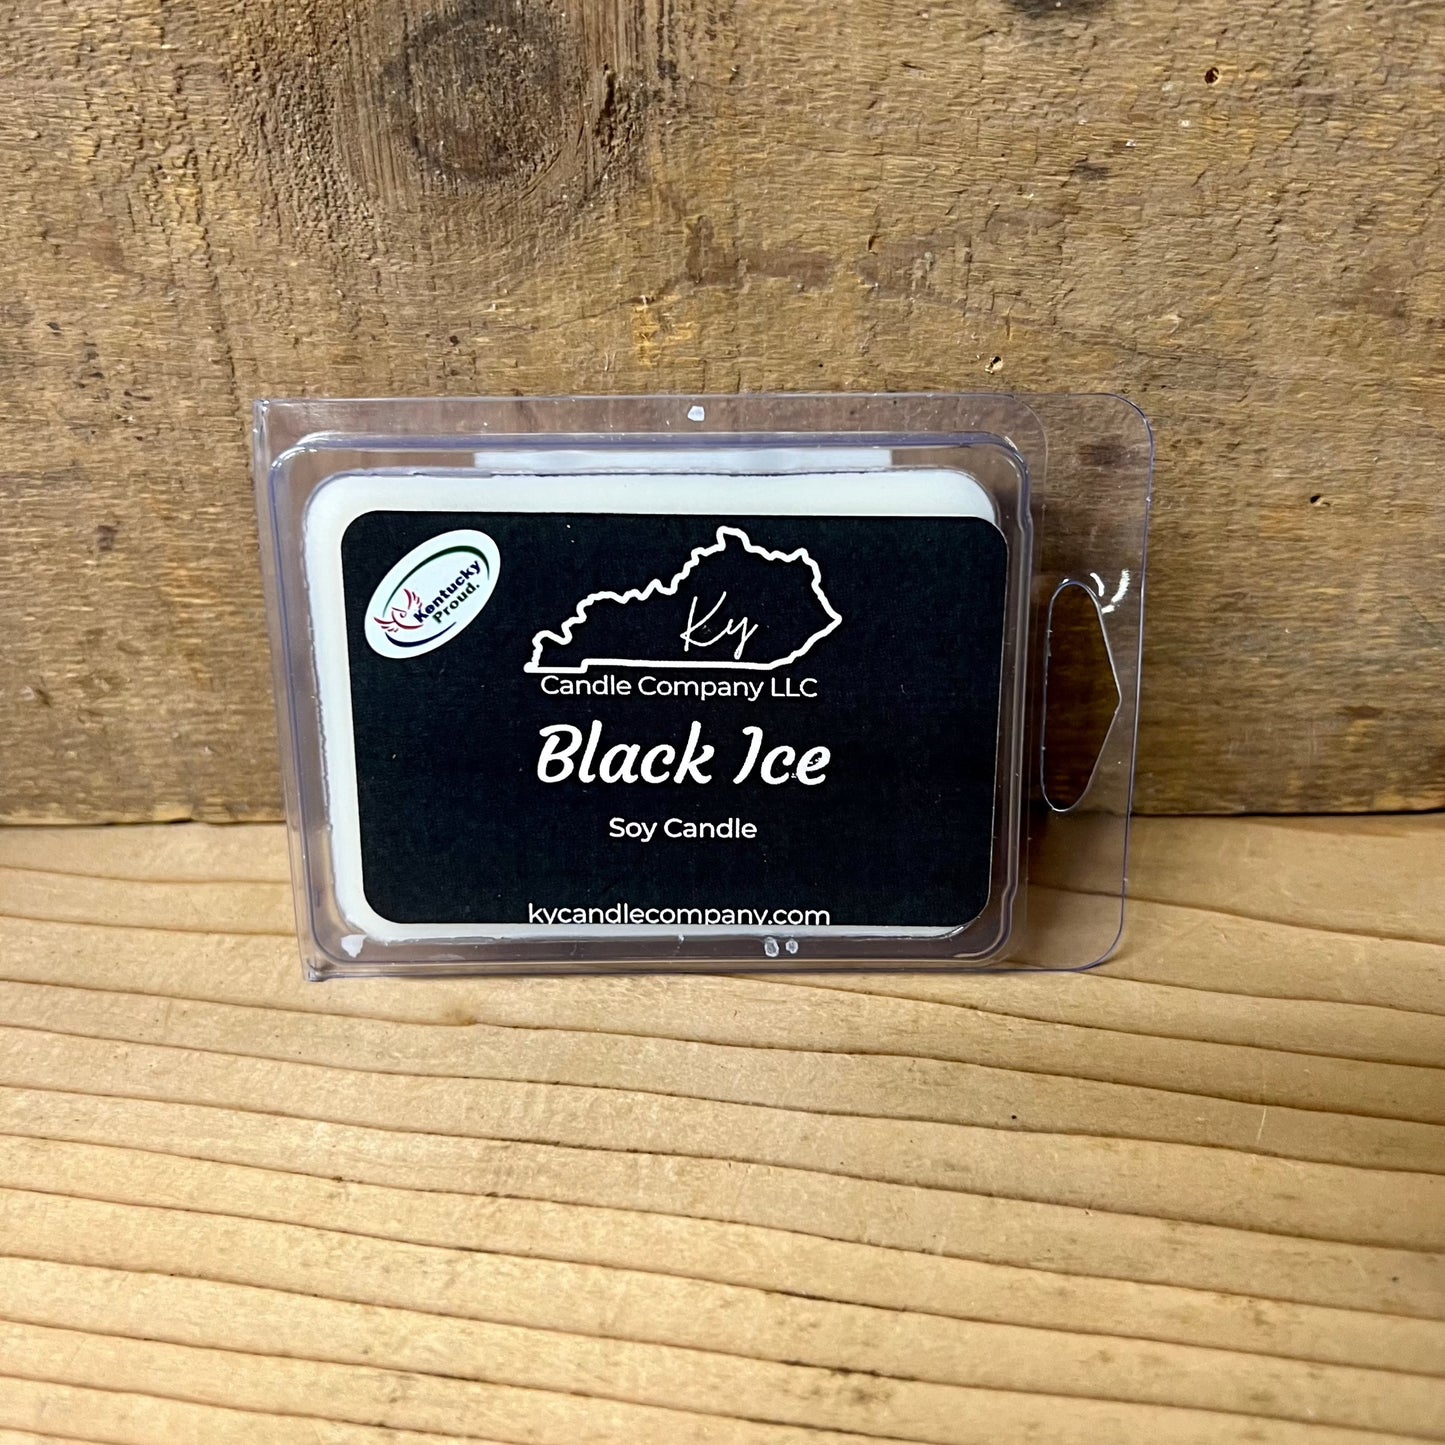 Kentucky
Proud.
Ky
Candle Company LLC
Black Ice
Soy Candle
kycandlecompany.com